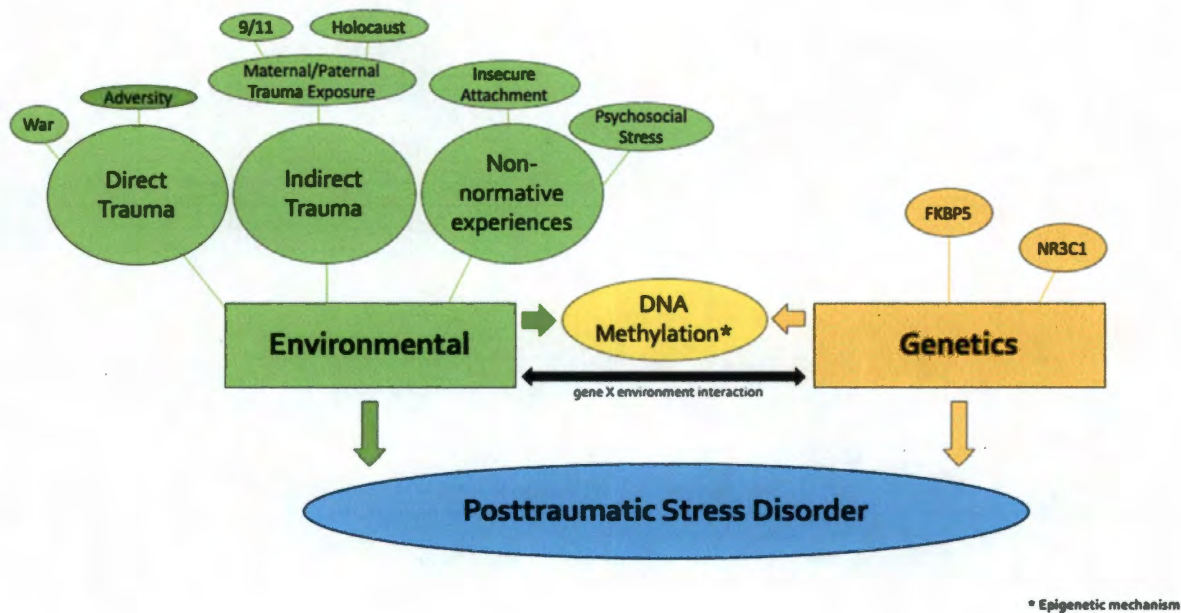 9/11
Holocaust
Maternal/Paternal
Trauma Exposure
Insecure
Attachment
Adversity
War
Psychosocial
Stress
Direct
Trauma
Indirect
Trauma
Non-
normative
experiences
FKBP5
NR3C1
Environmental
DNA
Methylation*
Genetics
gene X environment interaction
Posttraumatic Stress Disorder
* Epigenetic mechanism